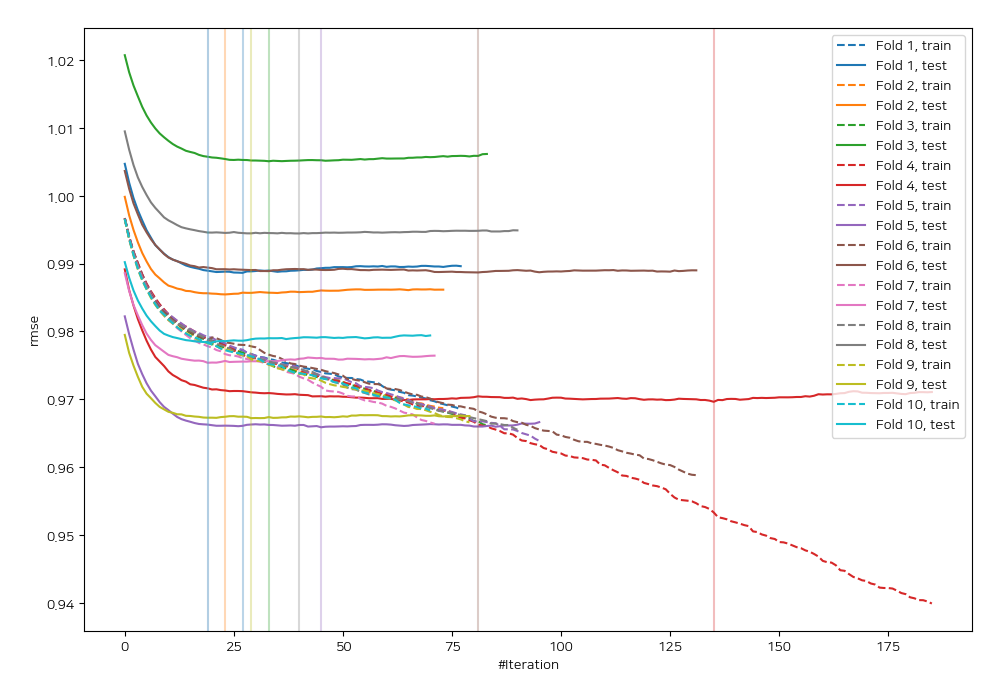 1,02
1,01
1,00
0,99
0,98
0,97
0,96
0,95
0,94
rmse
0
25
50
75
100
125
150
175
#Iteration
Fold 1, train
Fold 1, test
Fold 2, train
Fold 2, test
Fold 3, train
Fold 3, test
Fold 4, train
Fold 4, test
Fold 5, train
Fold 5, test
Fold 6, train
Fold 6, test
Fold 7, train
Fold 7, test
Fold 8, train
Fold 8, test
Fold 9, train
Fold 9, test
Fold 10, train
Fold 10, test